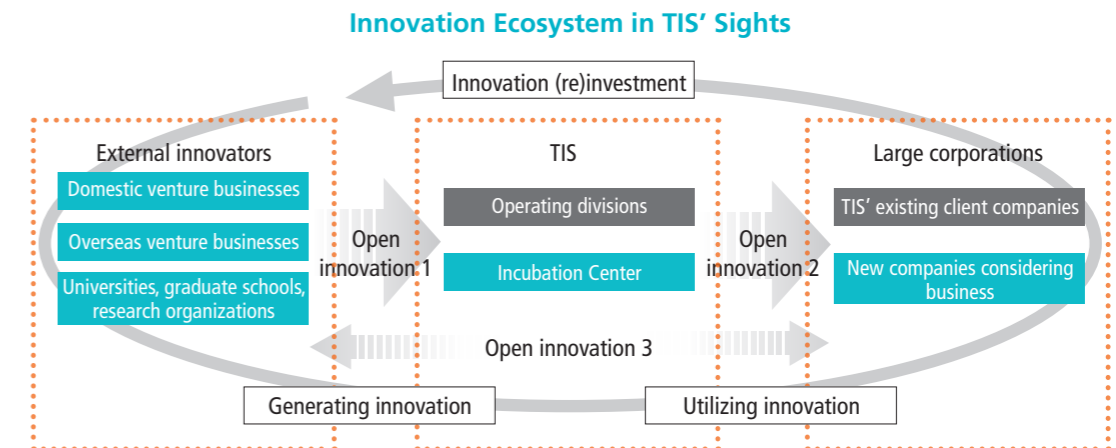 Innovation Ecosystem in TIS’ Sights
Innovation (re)investment
External innovators
Domestic venture businesses
Overseas venture businesses
Universities, graduate schools,
research organizations
Open
innovation 1
TIS
Operating divisions
Incubation Center
Open
innovation 2
Large corporations
TIS’ existing client companies
New companies considering
business
Open innovation 3
Generating innovation
Utilizing innovation